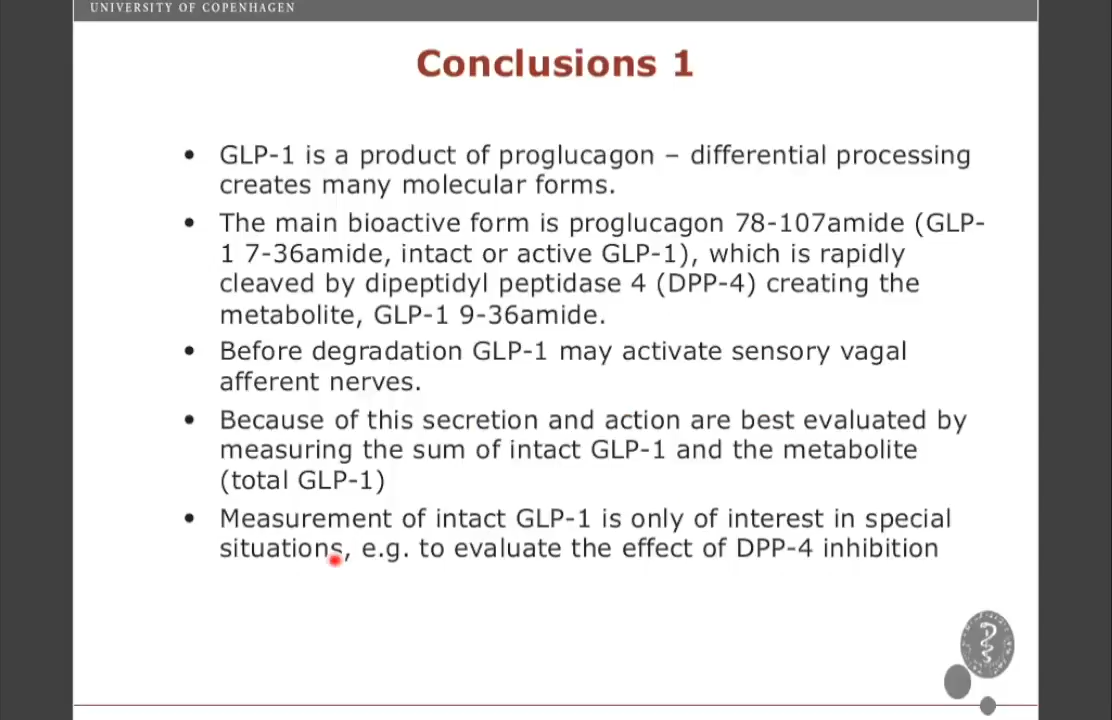 UNIVERSITY OF COPENHAGEN
Conclusions 1
• GLP-1 is a product of proglucagon – differential processing
creates many molecular forms.
• The main bioactive form is proglucagon 78-107amide (GLP-
1 7-36amide, intact or active GLP-1), which is rapidly
cleaved by dipeptidyl peptidase 4 (DPP-4) creating the
metabolite, GLP-1 9-36amide.
• Before degradation GLP-1 may activate sensory vagal
afferent nerves.
• Because of this secretion and action are best evaluated by
measuring the sum of intact GLP-1 and the metabolite
(total GLP-1)
• Measurement of intact GLP-1 is only of interest in special
situations, e.g. to evaluate the effect of DPP-4 inhibition